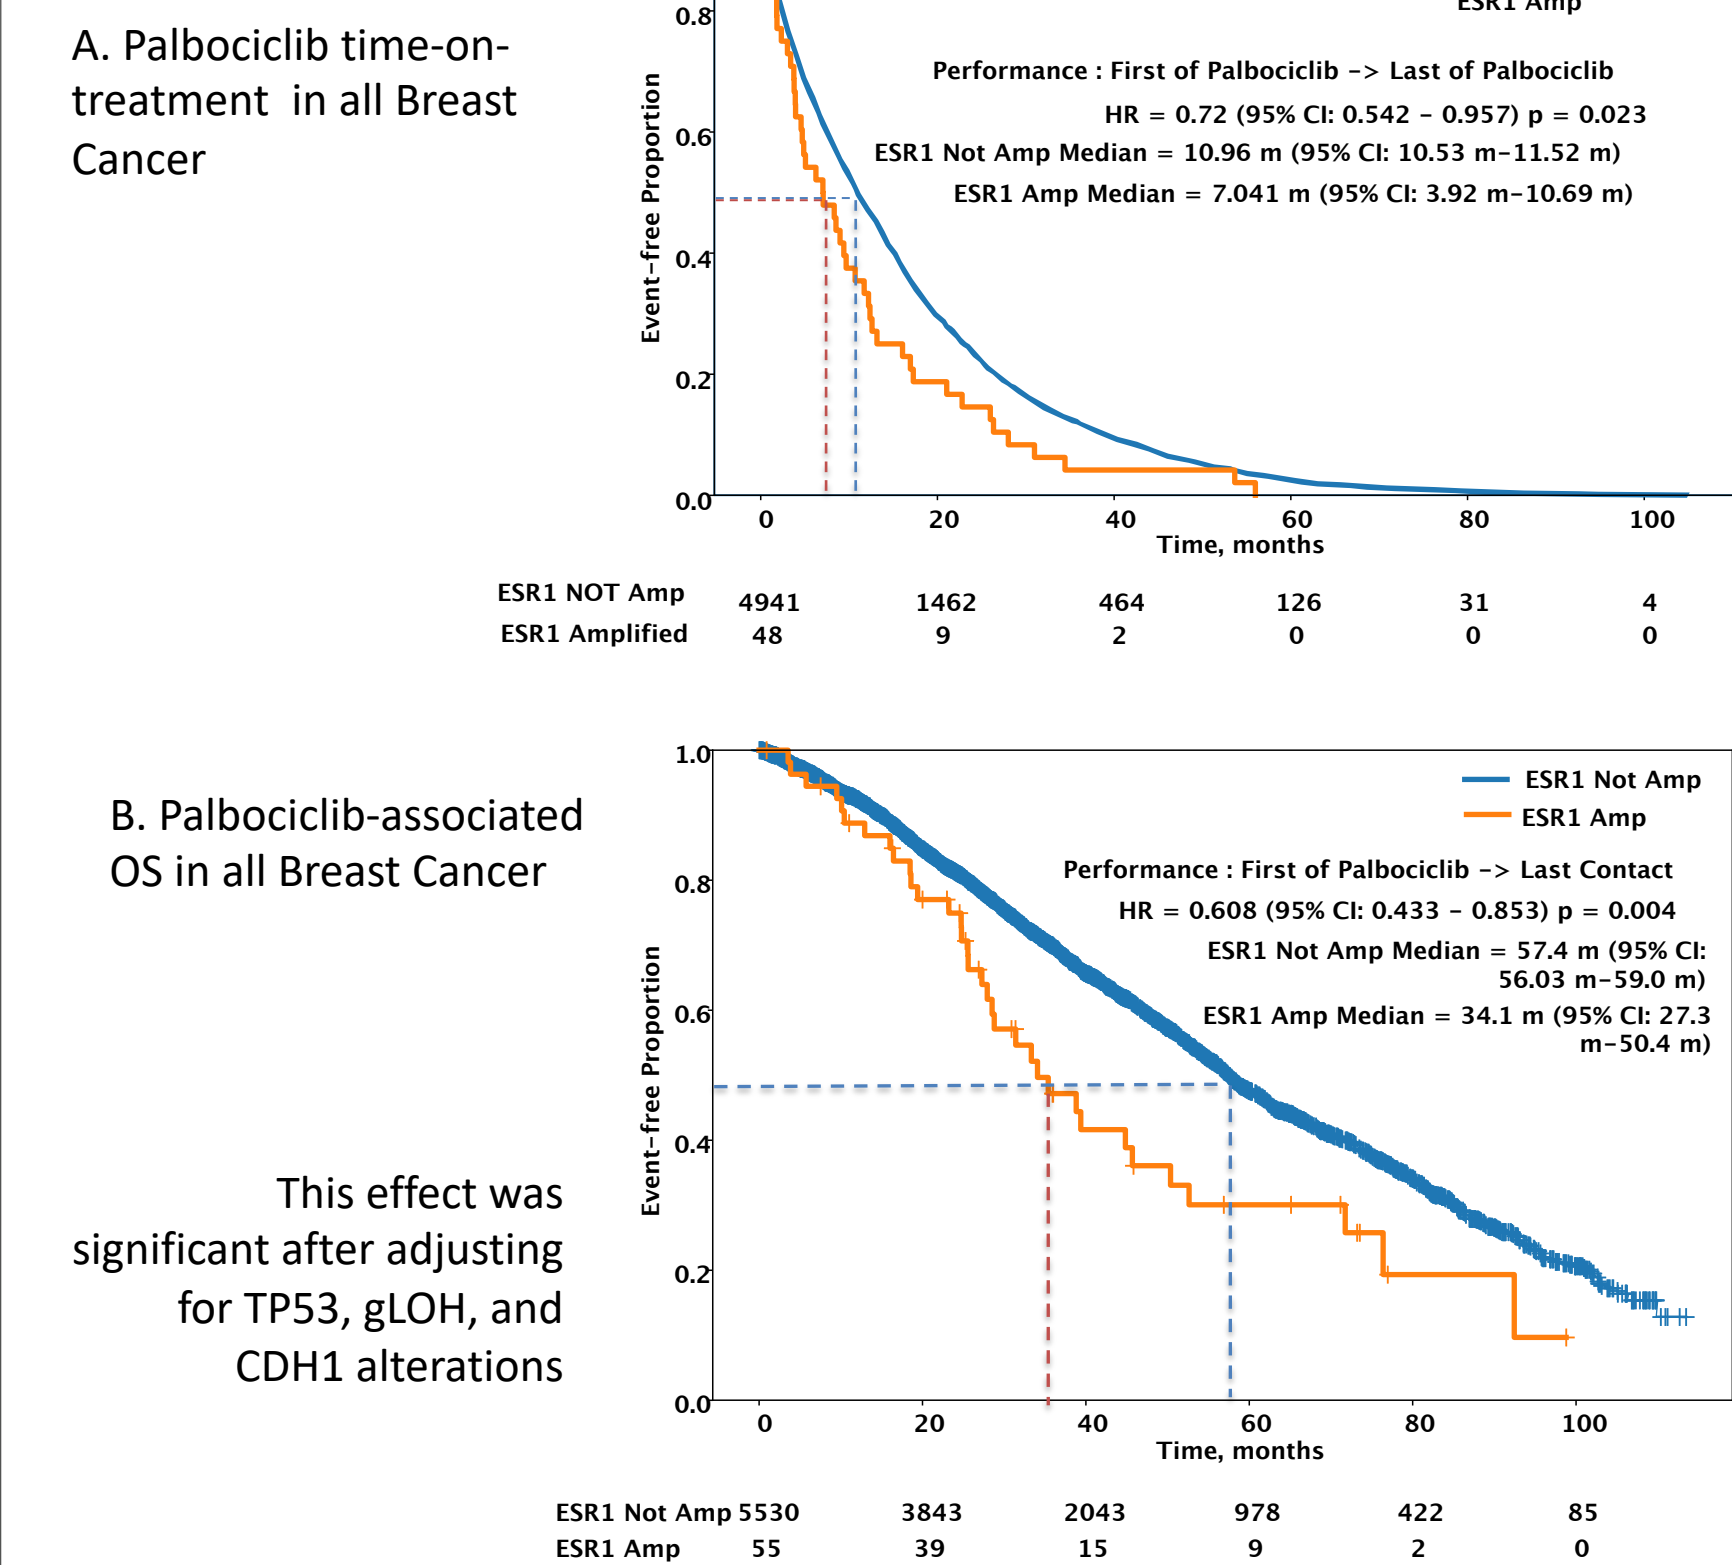 A. Palbociclib time-on-
treatment in all Breast
Cancer
ESR1 Amp
Performance : First of Palbociclib -> Last of Palbociclib
HR = 0.72 (95% CI: 0.542 - 0.957) p = 0.023
ESR1 Not Amp Median = 10.96 m (95% CI: 10.53 m-11.52 m)
ESR1 Amp Median = 7.041 m (95% CI: 3.92 m-10.69 m)
Event-free Proportion
0.8
0.6
0.4
0.2
0.0
0 20 40 60 80 100
Time, months
ESR1 NOT Amp 4941 1462 464 126 31 4
ESR1 Amplified 48 9 2 0 0 0
B. Palbociclib-associated
OS in all Breast Cancer
This effect was
significant after adjusting
for TP53, gLOH, and
CDH1 alterations
ESR1 Not Amp
ESR1 Amp
Performance : First of Palbociclib -> Last Contact
HR = 0.608 (95% CI: 0.433 - 0.853) p = 0.004
ESR1 Not Amp Median = 57.4 m (95% CI:
56.03 m-59.0 m)
ESR1 Amp Median = 34.1 m (95% CI: 27.3
m-50.4 m)
Event-free Proportion
1.0
0.8
0.6
0.4
0.2
0.0
0 20 40 60 80 100
Time, months
ESR1 Not Amp 5530 3843 2043 978 422 85
ESR1 Amp 55 39 15 9 2 0